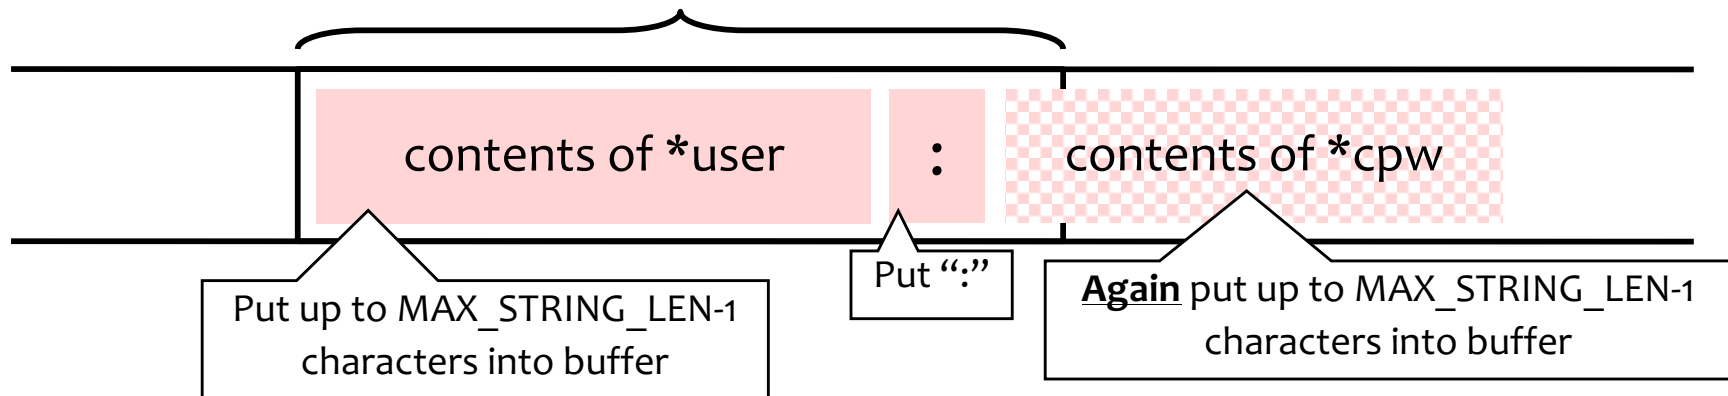 contents of *user
:
contents of *cpw
Put up to MAX_STRING_LEN-1
characters into buffer
Put “:”
Again put up to MAX_STRING_LEN-1
characters into buffer